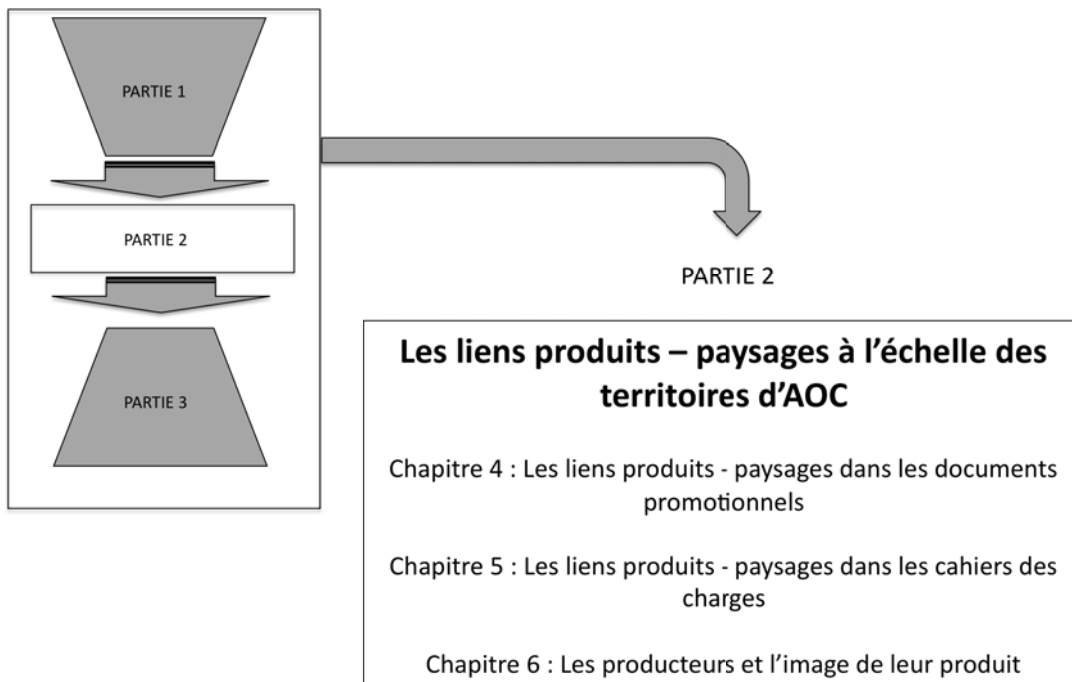 PARTIE 1
PARTIE 2
PARTIE 3
PARTIE 2
Les liens produits – paysages à l’échelle des
territoires d’AOC
Chapitre 4 : Les liens produits - paysages dans les documents
promotionnels
Chapitre 5 : Les liens produits - paysages dans les cahiers des
charges
Chapitre 6 : Les producteurs et l’image de leur produit